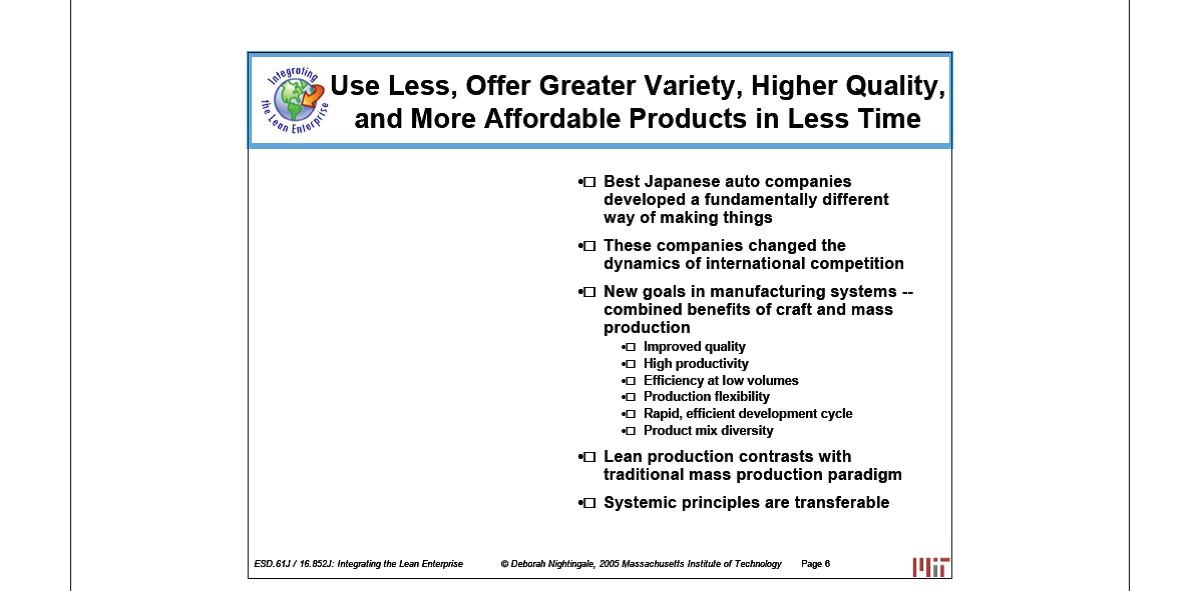 Integrating
the Lean Enterprise
Use Less, Offer Greater Variety, Higher Quality,
and More Affordable Products in Less Time
•□ Best Japanese auto companies
developed a fundamentally different
way of making things
•□ These companies changed the
dynamics of international competition
•□ New goals in manufacturing systems --
combined benefits of craft and mass
production
•□ Improved quality
•□ High productivity
•□ Efficiency at low volumes
•□ Production flexibility
•□ Rapid, efficient development cycle
•□ Product mix diversity
•□ Lean production contrasts with
traditional mass production paradigm
•□ Systemic principles are transferable
ESD.61J / 16.852J: Integrating the Lean Enterprise © Deborah Nightingale, 2005 Massachusetts Institute of Technology Page 6
MIT